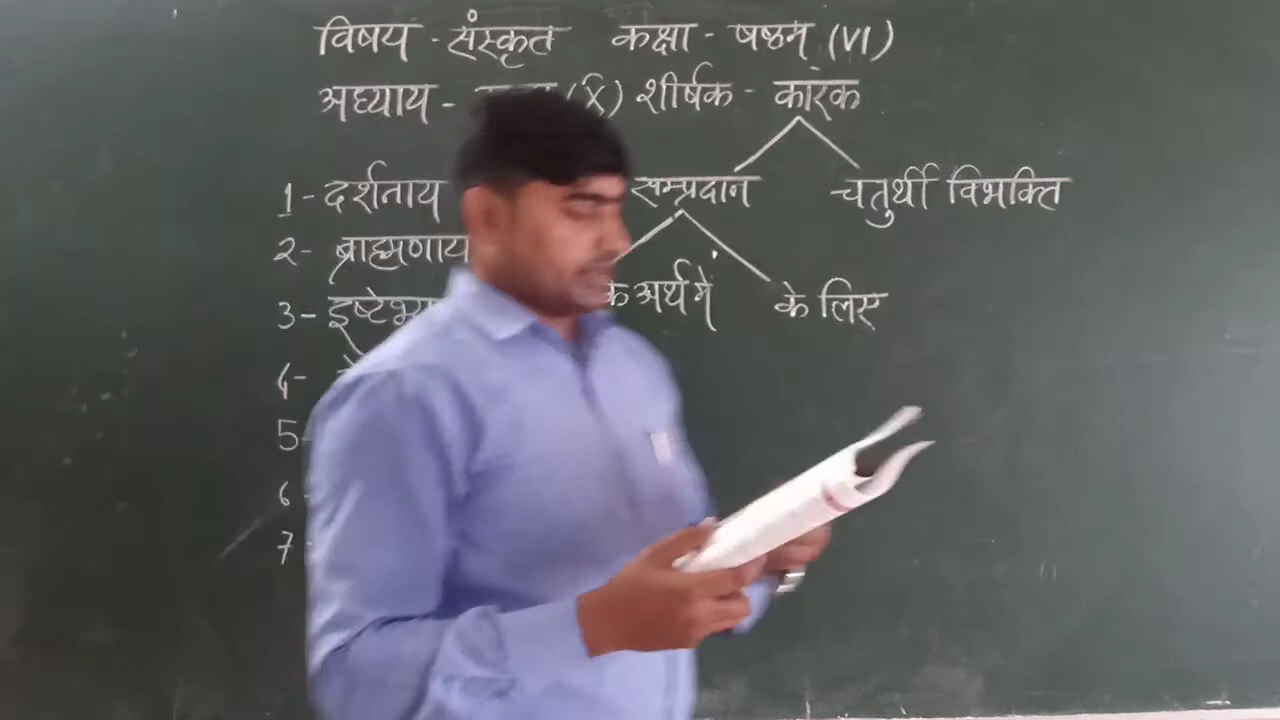 विषय - संस्कृत कक्षा - षष्ठम् (VI)
अध्याय - (X) शीर्षक - कारक
1 - दर्शनाय सम्प्रदान चतुर्थी विभक्ति
2 - ब्राह्मणाय
के अर्थ में के लिए
3 -
4 -
5 -
6 -
7 -